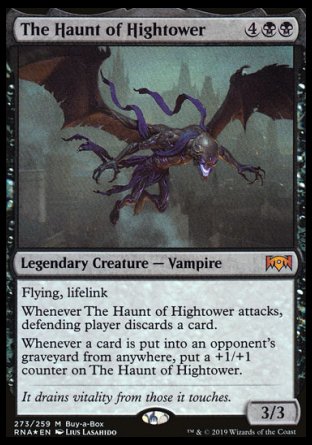 The Haunt of Hightower 4
Legendary Creature — Vampire
Flying, lifelink
Whenever The Haunt of Hightower attacks,
defending player discards a card.
Whenever a card is put into an opponent's
graveyard from anywhere, put a +1/+1
counter on The Haunt of Hightower.
It drains vitality from those it touches.
3/3
273/259 M Buy-a-Box
RNA★EN Lius Lasahido
™ & © 2019 Wizards of the Coast